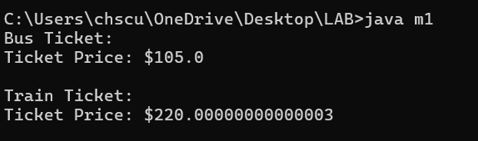 C:\Users\chscu\OneDrive\Desktop\LAB>java m1
Bus Ticket:
Ticket Price: $105.0
Train Ticket:
Ticket Price: $220.00000000000003